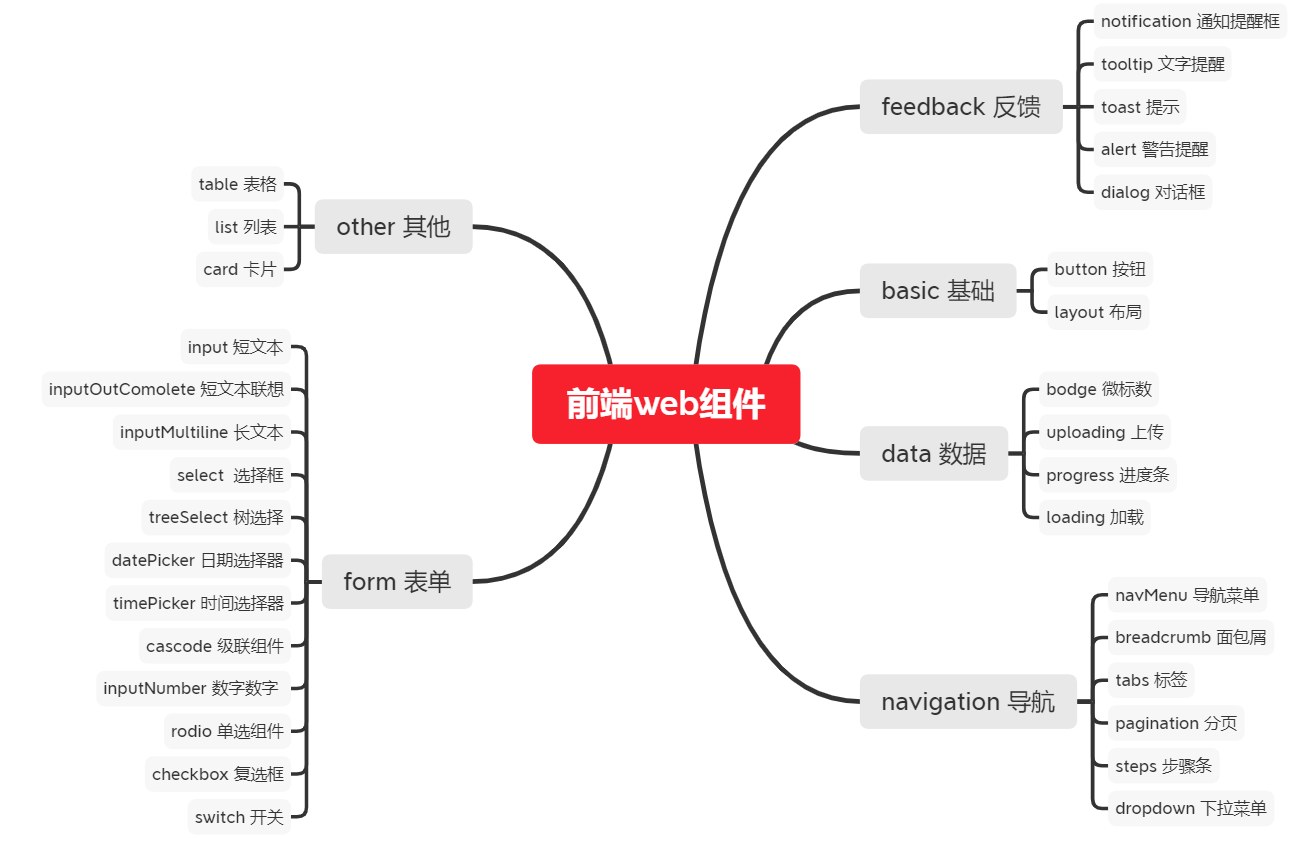 前端web组件
feedback 反馈
notification 通知提醒框
tooltip 文字提醒
toast 提示
alert 警告提醒
dialog 对话框
basic 基础
button 按钮
layout 布局
data 数据
bodge 微标数
uploading 上传
progress 进度条
loading 加载
navigation 导航
navMenu 导航菜单
breadcrumb 面包屑
tabs 标签
pagination 分页
steps 步骤条
dropdown 下拉菜单
other 其他
table 表格
list 列表
card 卡片
form 表单
input 短文本
inputOutComolete 短文本联想
inputMultiline 长文本
select 选择框
treeSelect 树选择
datePicker 日期选择器
timePicker 时间选择器
cascode 级联组件
inputNumber 数字数字
rodio 单选组件
checkbox 复选框
switch 开关